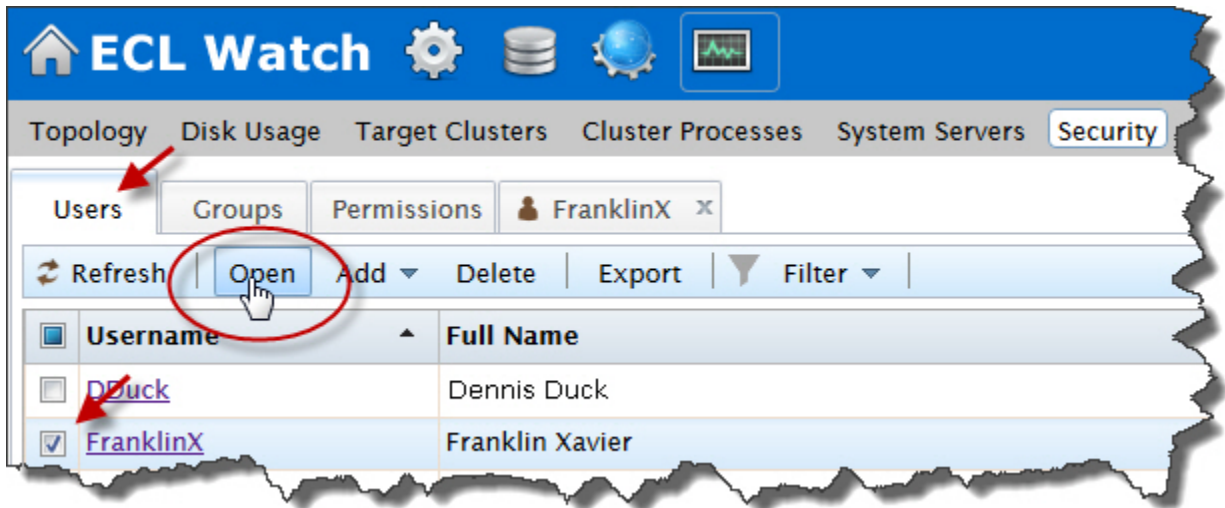 ECL Watch
Topology Disk Usage Target Clusters Cluster Processes System Servers Security
Users Groups Permissions FranklinX x
Refresh Open Add Delete Export Filter
Username Full Name
DDuck Dennis Duck
FranklinX Franklin Xavier